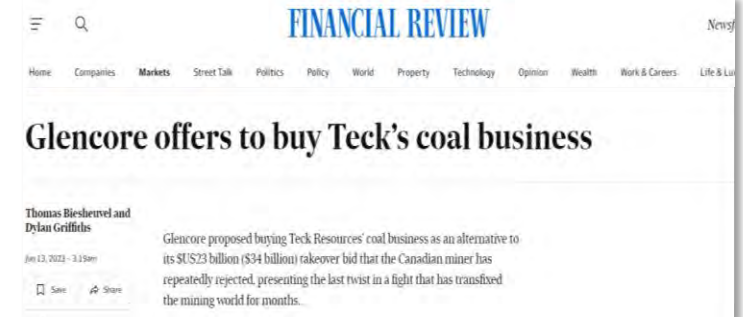 FINANCIAL REVIEW
Home Companies Markets Street Talk Politics Policy World Property Technology Opinion Wealth Work & Careers Life &
Glencore offers to buy Teck's coal business
Thomas Biesheuvel and
Dylan Griffiths
Jun 13, 2023 – 3.19am
Save Share
Glencore proposed buying Teck Resources' coal business as an alternative to
its $US23 billion ($34 billion) takeover bid that the Canadian miner has
repeatedly rejected, presenting the last twist in a fight that has transfixed
the mining world for months.